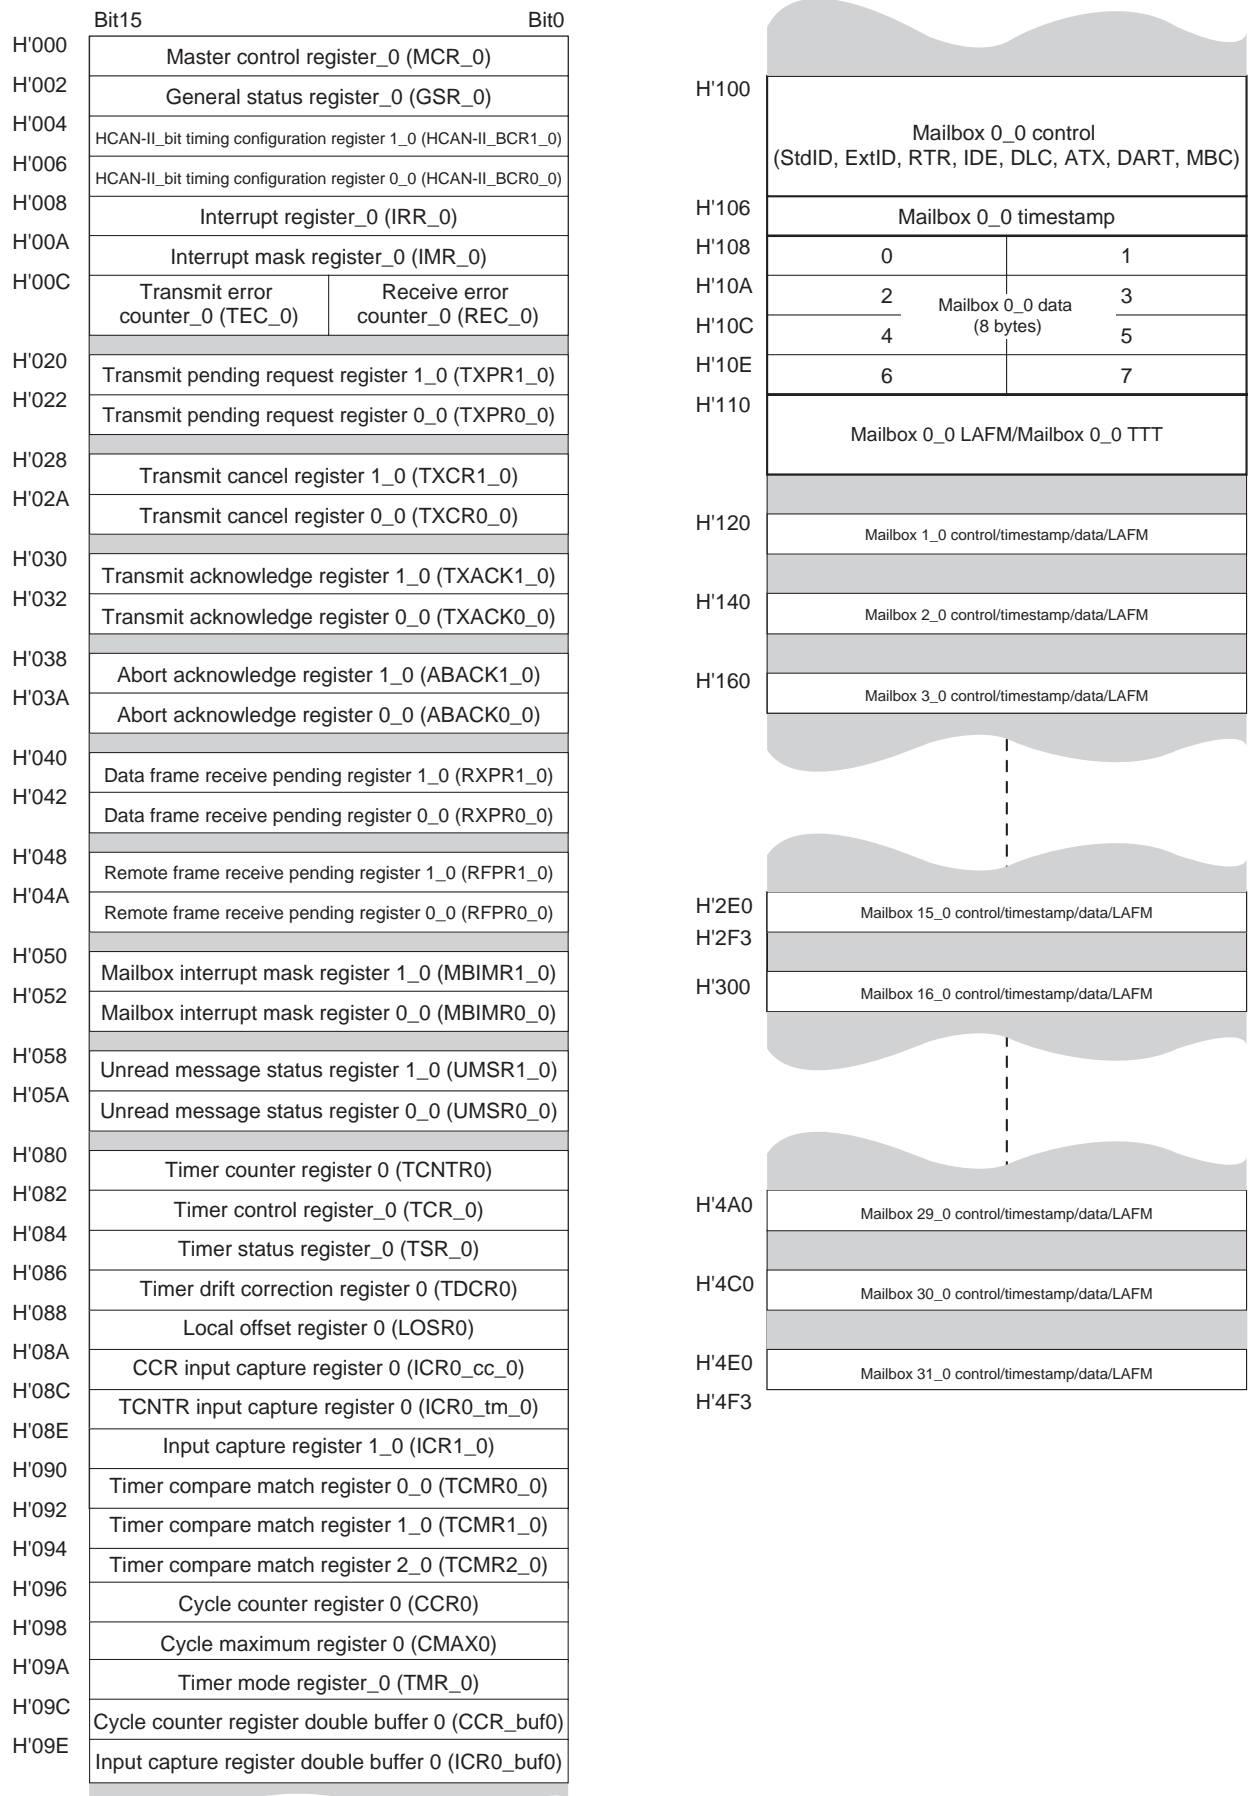 Bit15 Bit0
H'000 Master control register_0 (MCR_0)
H'002 General status register_0 (GSR_0)
H'004 HCAN-II_bit timing configuration register 1_0 (HCAN-II_BCR1_0)
H'006 HCAN-II_bit timing configuration register 0_0 (HCAN-II_BCR0_0)
H'008 Interrupt register_0 (IRR_0)
H'00A Interrupt mask register_0 (IMR_0)
H'00C Transmit error Receive error
counter_0 (TEC_0) counter_0 (REC_0)
H'020 Transmit pending request register 1_0 (TXPR1_0)
H'022 Transmit pending request register 0_0 (TXPR0_0)
H'028 Transmit cancel register 1_0 (TXCR1_0)
H'02A Transmit cancel register 0_0 (TXCR0_0)
H'030 Transmit acknowledge register 1_0 (TXACK1_0)
H'032 Transmit acknowledge register 0_0 (TXACK0_0)
H'038 Abort acknowledge register 1_0 (ABACK1_0)
H'03A Abort acknowledge register 0_0 (ABACK0_0)
H'040 Data frame receive pending register 1_0 (RXPR1_0)
H'042 Data frame receive pending register 0_0 (RXPR0_0)
H'048 Remote frame receive pending register 1_0 (RFPR1_0)
H'04A Remote frame receive pending register 0_0 (RFPR0_0)
H'050 Mailbox interrupt mask register 1_0 (MBIMR1_0)
H'052 Mailbox interrupt mask register 0_0 (MBIMR0_0)
H'058 Unread message status register 1_0 (UMSR1_0)
H'05A Unread message status register 0_0 (UMSR0_0)
H'080 Timer counter register 0 (TCNTR0)
H'082 Timer control register_0 (TCR_0)
H'084 Timer status register_0 (TSR_0)
H'086 Timer drift correction register 0 (TDCR0)
H'088 Local offset register 0 (LOSR0)
H'08A CCR input capture register 0 (ICR0_cc_0)
H'08C TCNTR input capture register 0 (ICR0_tm_0)
H'08E Input capture register 1_0 (ICR1_0)
H'090 Timer compare match register 0_0 (TCMR0_0)
H'092 Timer compare match register 1_0 (TCMR1_0)
H'094 Timer compare match register 2_0 (TCMR2_0)
H'096 Cycle counter register 0 (CCR0)
H'098 Cycle maximum register 0 (CMAX0)
H'09A Timer mode register_0 (TMR_0)
H'09C Cycle counter register double buffer 0 (CCR_buf0)
H'09E Input capture register double buffer 0 (ICR0_buf0)
H'100 Mailbox 0_0 control
(StdID, ExtID, RTR, IDE, DLC, ATX, DART, MBC)
H'106 Mailbox 0_0 timestamp
H'108 0 1
H'10A 2 3
Mailbox 0_0 data
(8 bytes)
H'10C 4 5
H'10E 6 7
H'110 Mailbox 0_0 LAFM/Mailbox 0_0 TTT
H'120 Mailbox 1_0 control/timestamp/data/LAFM
H'140 Mailbox 2_0 control/timestamp/data/LAFM
H'160 Mailbox 3_0 control/timestamp/data/LAFM
H'2E0 Mailbox 15_0 control/timestamp/data/LAFM
H'2F3
H'300 Mailbox 16_0 control/timestamp/data/LAFM
H'4A0 Mailbox 29_0 control/timestamp/data/LAFM
H'4C0 Mailbox 30_0 control/timestamp/data/LAFM
H'4E0 Mailbox 31_0 control/timestamp/data/LAFM
H'4F3